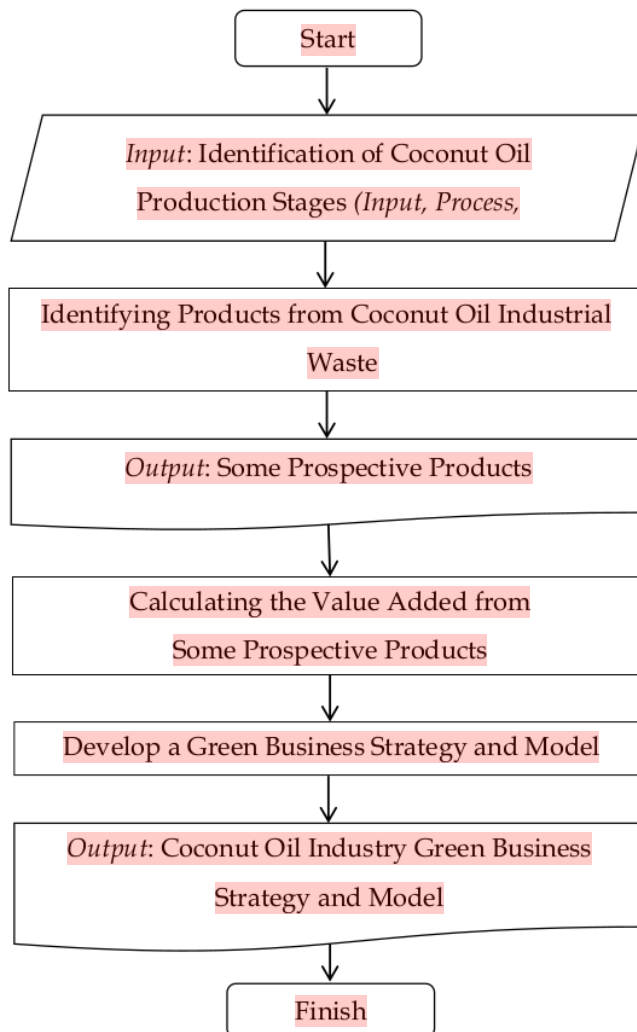 Start
Input: Identification of Coconut Oil
Production Stages (Input, Process,
Identifying Products from Coconut Oil Industrial
Waste
Output: Some Prospective Products
Calculating the Value Added from
Some Prospective Products
Develop a Green Business Strategy and Model
Output: Coconut Oil Industry Green Business
Strategy and Model
Finish